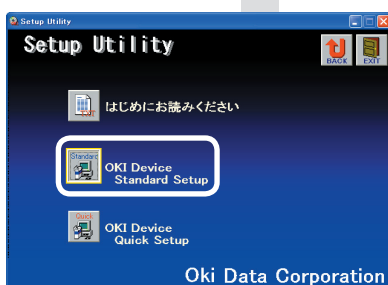 Setup Utility
Setup Utility
BACK EXIT
TXT はじめにお読みください
Standard
OKI Device
Standard Setup
Quick
OKI Device
Quick Setup
Oki Data Corporation